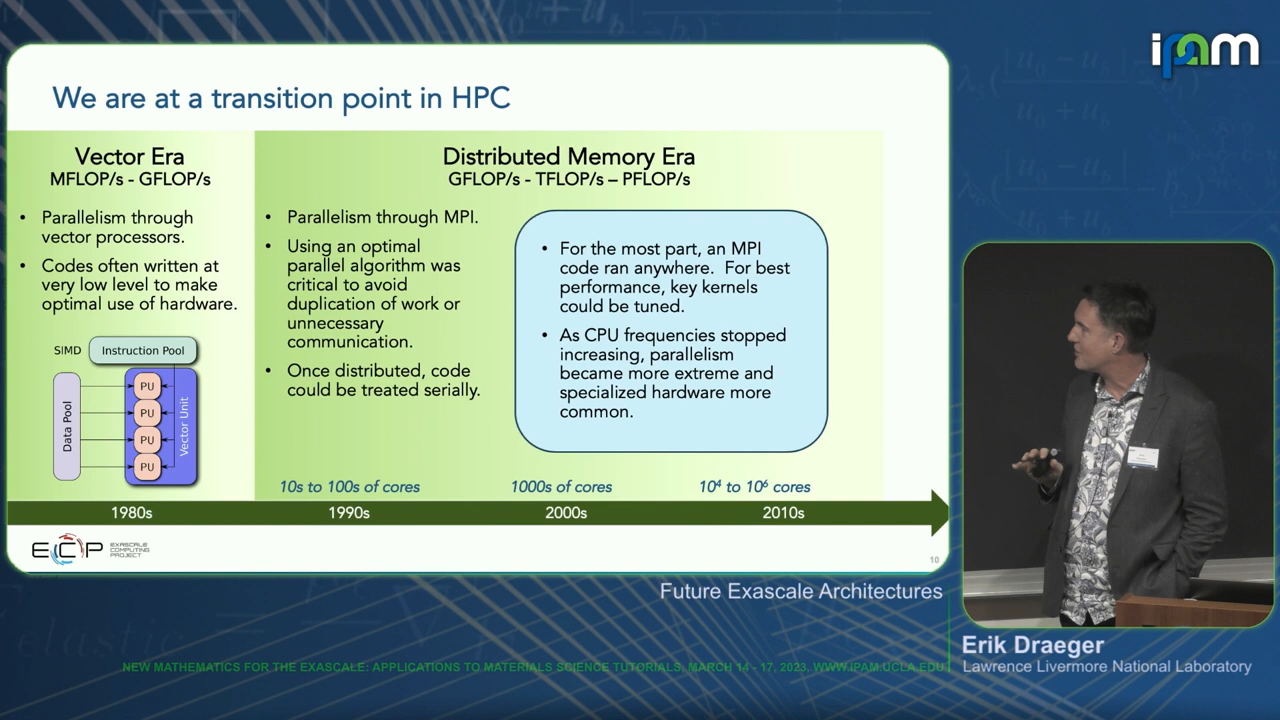 ipam
We are at a transition point in HPC
Vector Era
MFLOP/s - GFLOP/s
• Parallelism through
vector processors.
• Codes often written at
very low level to make
optimal use of hardware.
SIMD
Instruction Pool
Data Pool
PU
PU
PU
PU
Vector Unit
Distributed Memory Era
GFLOP/s - TFLOP/s – PFLOP/s
• Parallelism through MPI.
• Using an optimal
parallel algorithm was
critical to avoid
duplication of work or
unnecessary
communication.
• Once distributed, code
could be treated serially.
• For the most part, an MPI
code ran anywhere. For best
performance, key kernels
could be tuned.
• As CPU frequencies stopped
increasing, parallelism
became more extreme and
specialized hardware more
common.
10s to 100s of cores
1000s of cores
10⁴ to 10⁶ cores
1980s
1990s
2000s
2010s
ECP
EXASCALE
COMPUTING
PROJECT
10
Future Exascale Architectures
Erik Draeger
Lawrence Livermore National Laboratory
elastic
NEW MATHEMATICS FOR THE EXASCALE: APPLICATIONS TO MATERIALS SCIENCE TUTORIALS, MARCH 14 - 17, 2023, WWW.IPAM.UCLA.EDU